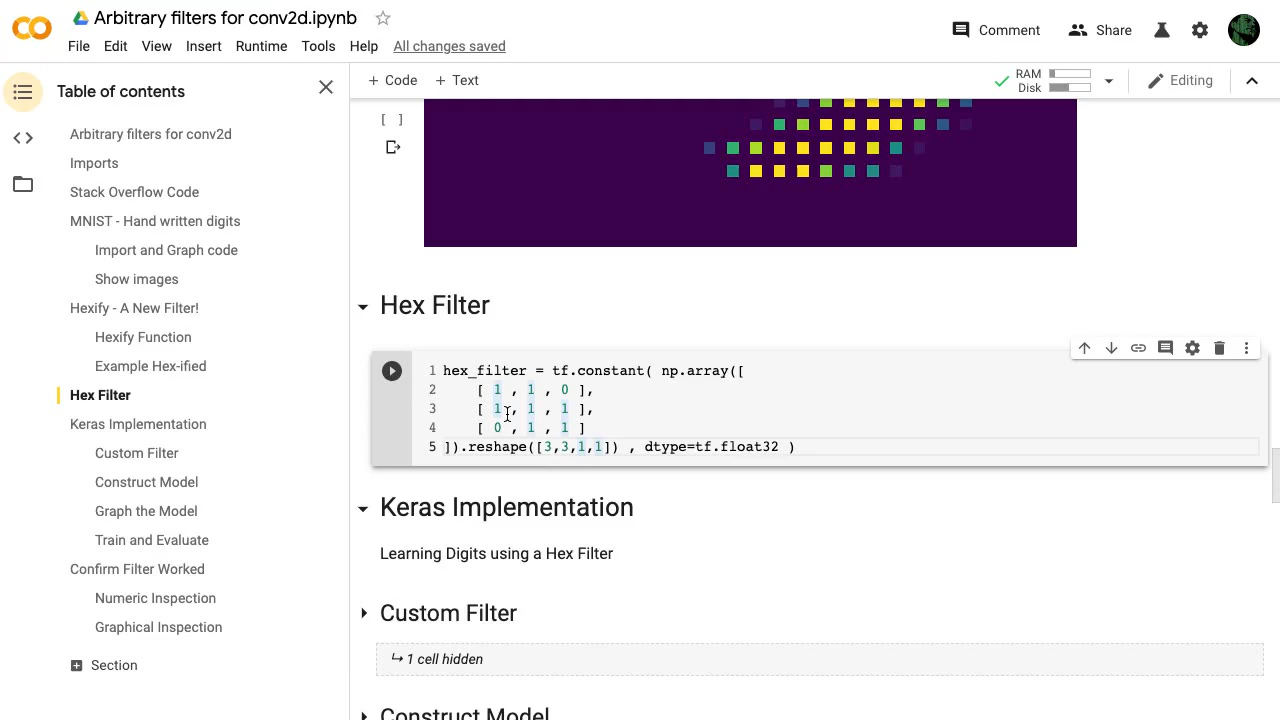 Arbitrary filters for conv2d.ipynb
Comment
Share
File Edit View Insert Runtime Tools Help All changes saved
Table of contents
+ Code + Text
RAM
Disk
Editing
Arbitrary filters for conv2d
Imports
Stack Overflow Code
MNIST - Hand written digits
Import and Graph code
Show images
Hexify - A New Filter!
Hexify Function
Example Hex-ified
Hex Filter
Keras Implementation
Custom Filter
Construct Model
Graph the Model
Train and Evaluate
Confirm Filter Worked
Numeric Inspection
Graphical Inspection
Section
[ ]
Hex Filter
1 hex_filter = tf.constant( np.array([
2 [ 1 , 1 , 0 ],
3 [ 1 , 1 , 1 ],
4 [ 0 , 1 , 1 ]
5 ]).reshape([3,3,1,1]) , dtype=tf.float32 )
Keras Implementation
Learning Digits using a Hex Filter
Custom Filter
1 cell hidden
Construct Model